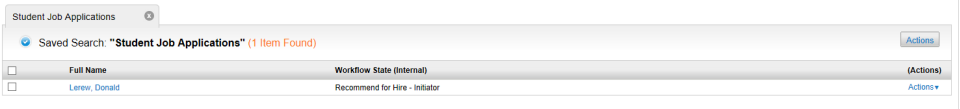 Student Job Applications x
Saved Search: "Student Job Applications" (1 Item Found) Actions
Full Name Workflow State (Internal) (Actions)
Lerew, Donald Recommend for Hire - Initiator Actions▼